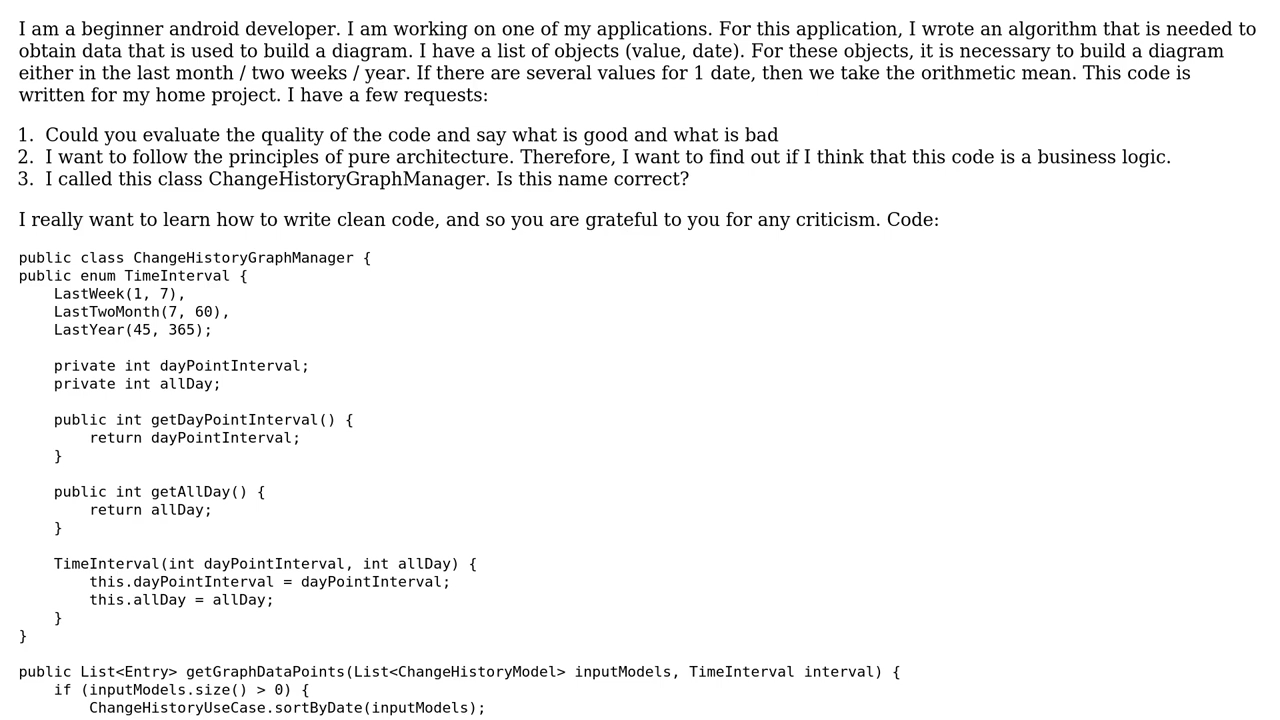 I am a beginner android developer. I am working on one of my applications. For this application, I wrote an algorithm that is needed to
obtain data that is used to build a diagram. I have a list of objects (value, date). For these objects, it is necessary to build a diagram
either in the last month / two weeks / year. If there are several values for 1 date, then we take the orithmetic mean. This code is
written for my home project. I have a few requests:
1. Could you evaluate the quality of the code and say what is good and what is bad
2. I want to follow the principles of pure architecture. Therefore, I want to find out if I think that this code is a business logic.
3. I called this class ChangeHistoryGraphManager. Is this name correct?
I really want to learn how to write clean code, and so you are grateful to you for any criticism. Code:
public class ChangeHistoryGraphManager {
public enum TimeInterval {
    LastWeek(1, 7),
    LastTwoMonth(7, 60),
    LastYear(45, 365);
    private int dayPointInterval;
    private int allDay;
    public int getDayPointInterval() {
        return dayPointInterval;
    }
    public int getAllDay() {
        return allDay;
    }
    TimeInterval(int dayPointInterval, int allDay) {
        this.dayPointInterval = dayPointInterval;
        this.allDay = allDay;
    }
}
public List<Entry> getGraphDataPoints(List<ChangeHistoryModel> inputModels, TimeInterval interval) {
    if (inputModels.size() > 0) {
        ChangeHistoryUseCase.sortByDate(inputModels);